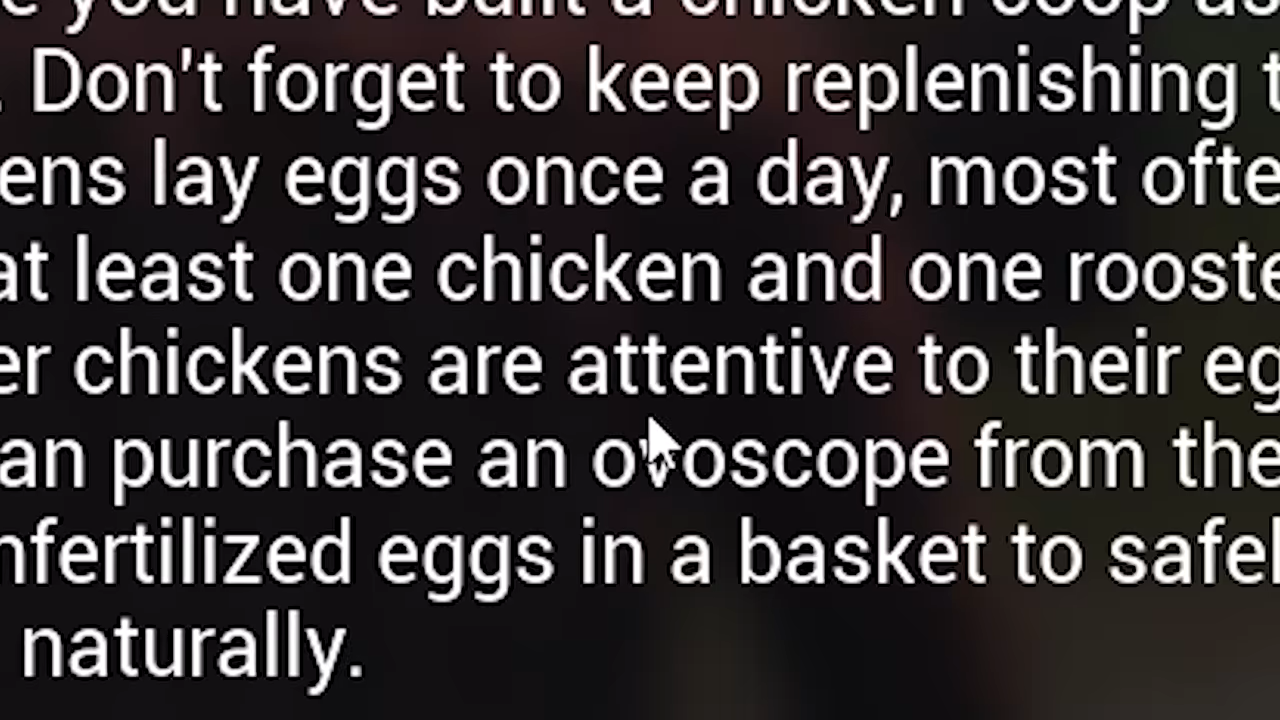 e you have built a chicken coop as
. Don't forget to keep replenishing t
ens lay eggs once a day, most ofte
at least one chicken and one rooste
er chickens are attentive to their eg
an purchase an ovoscope from the
nfertilized eggs in a basket to safel
naturally.